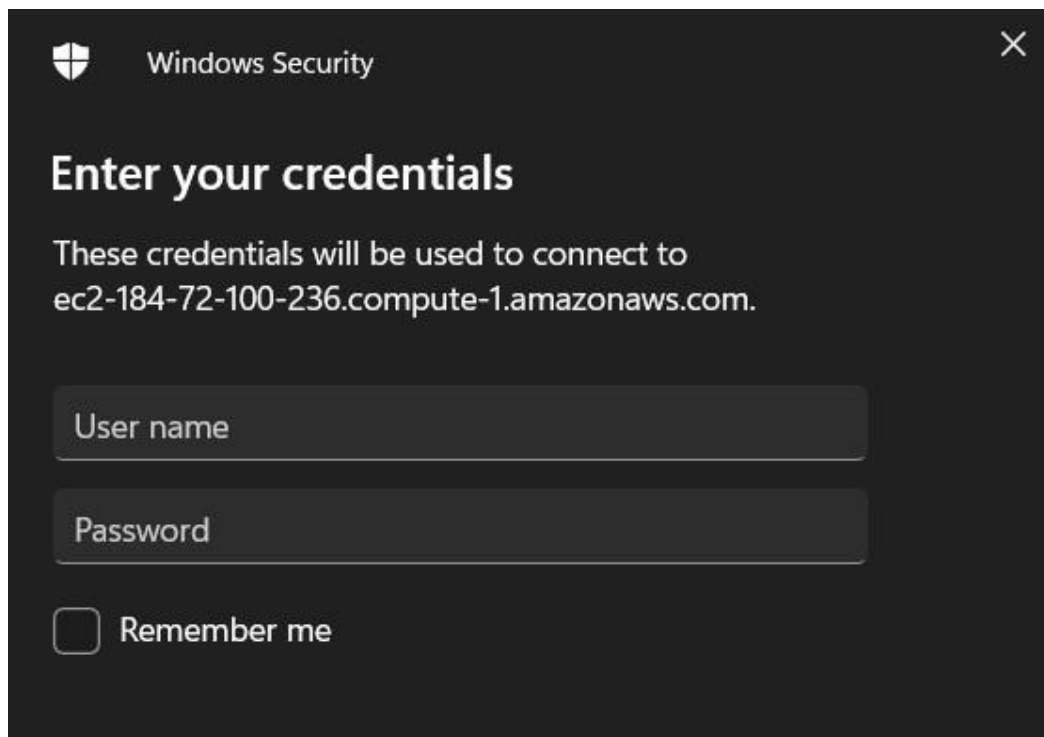 Windows Security
Enter your credentials
These credentials will be used to connect to
ec2-184-72-100-236.compute-1.amazonaws.com.
User name
Password
Remember me